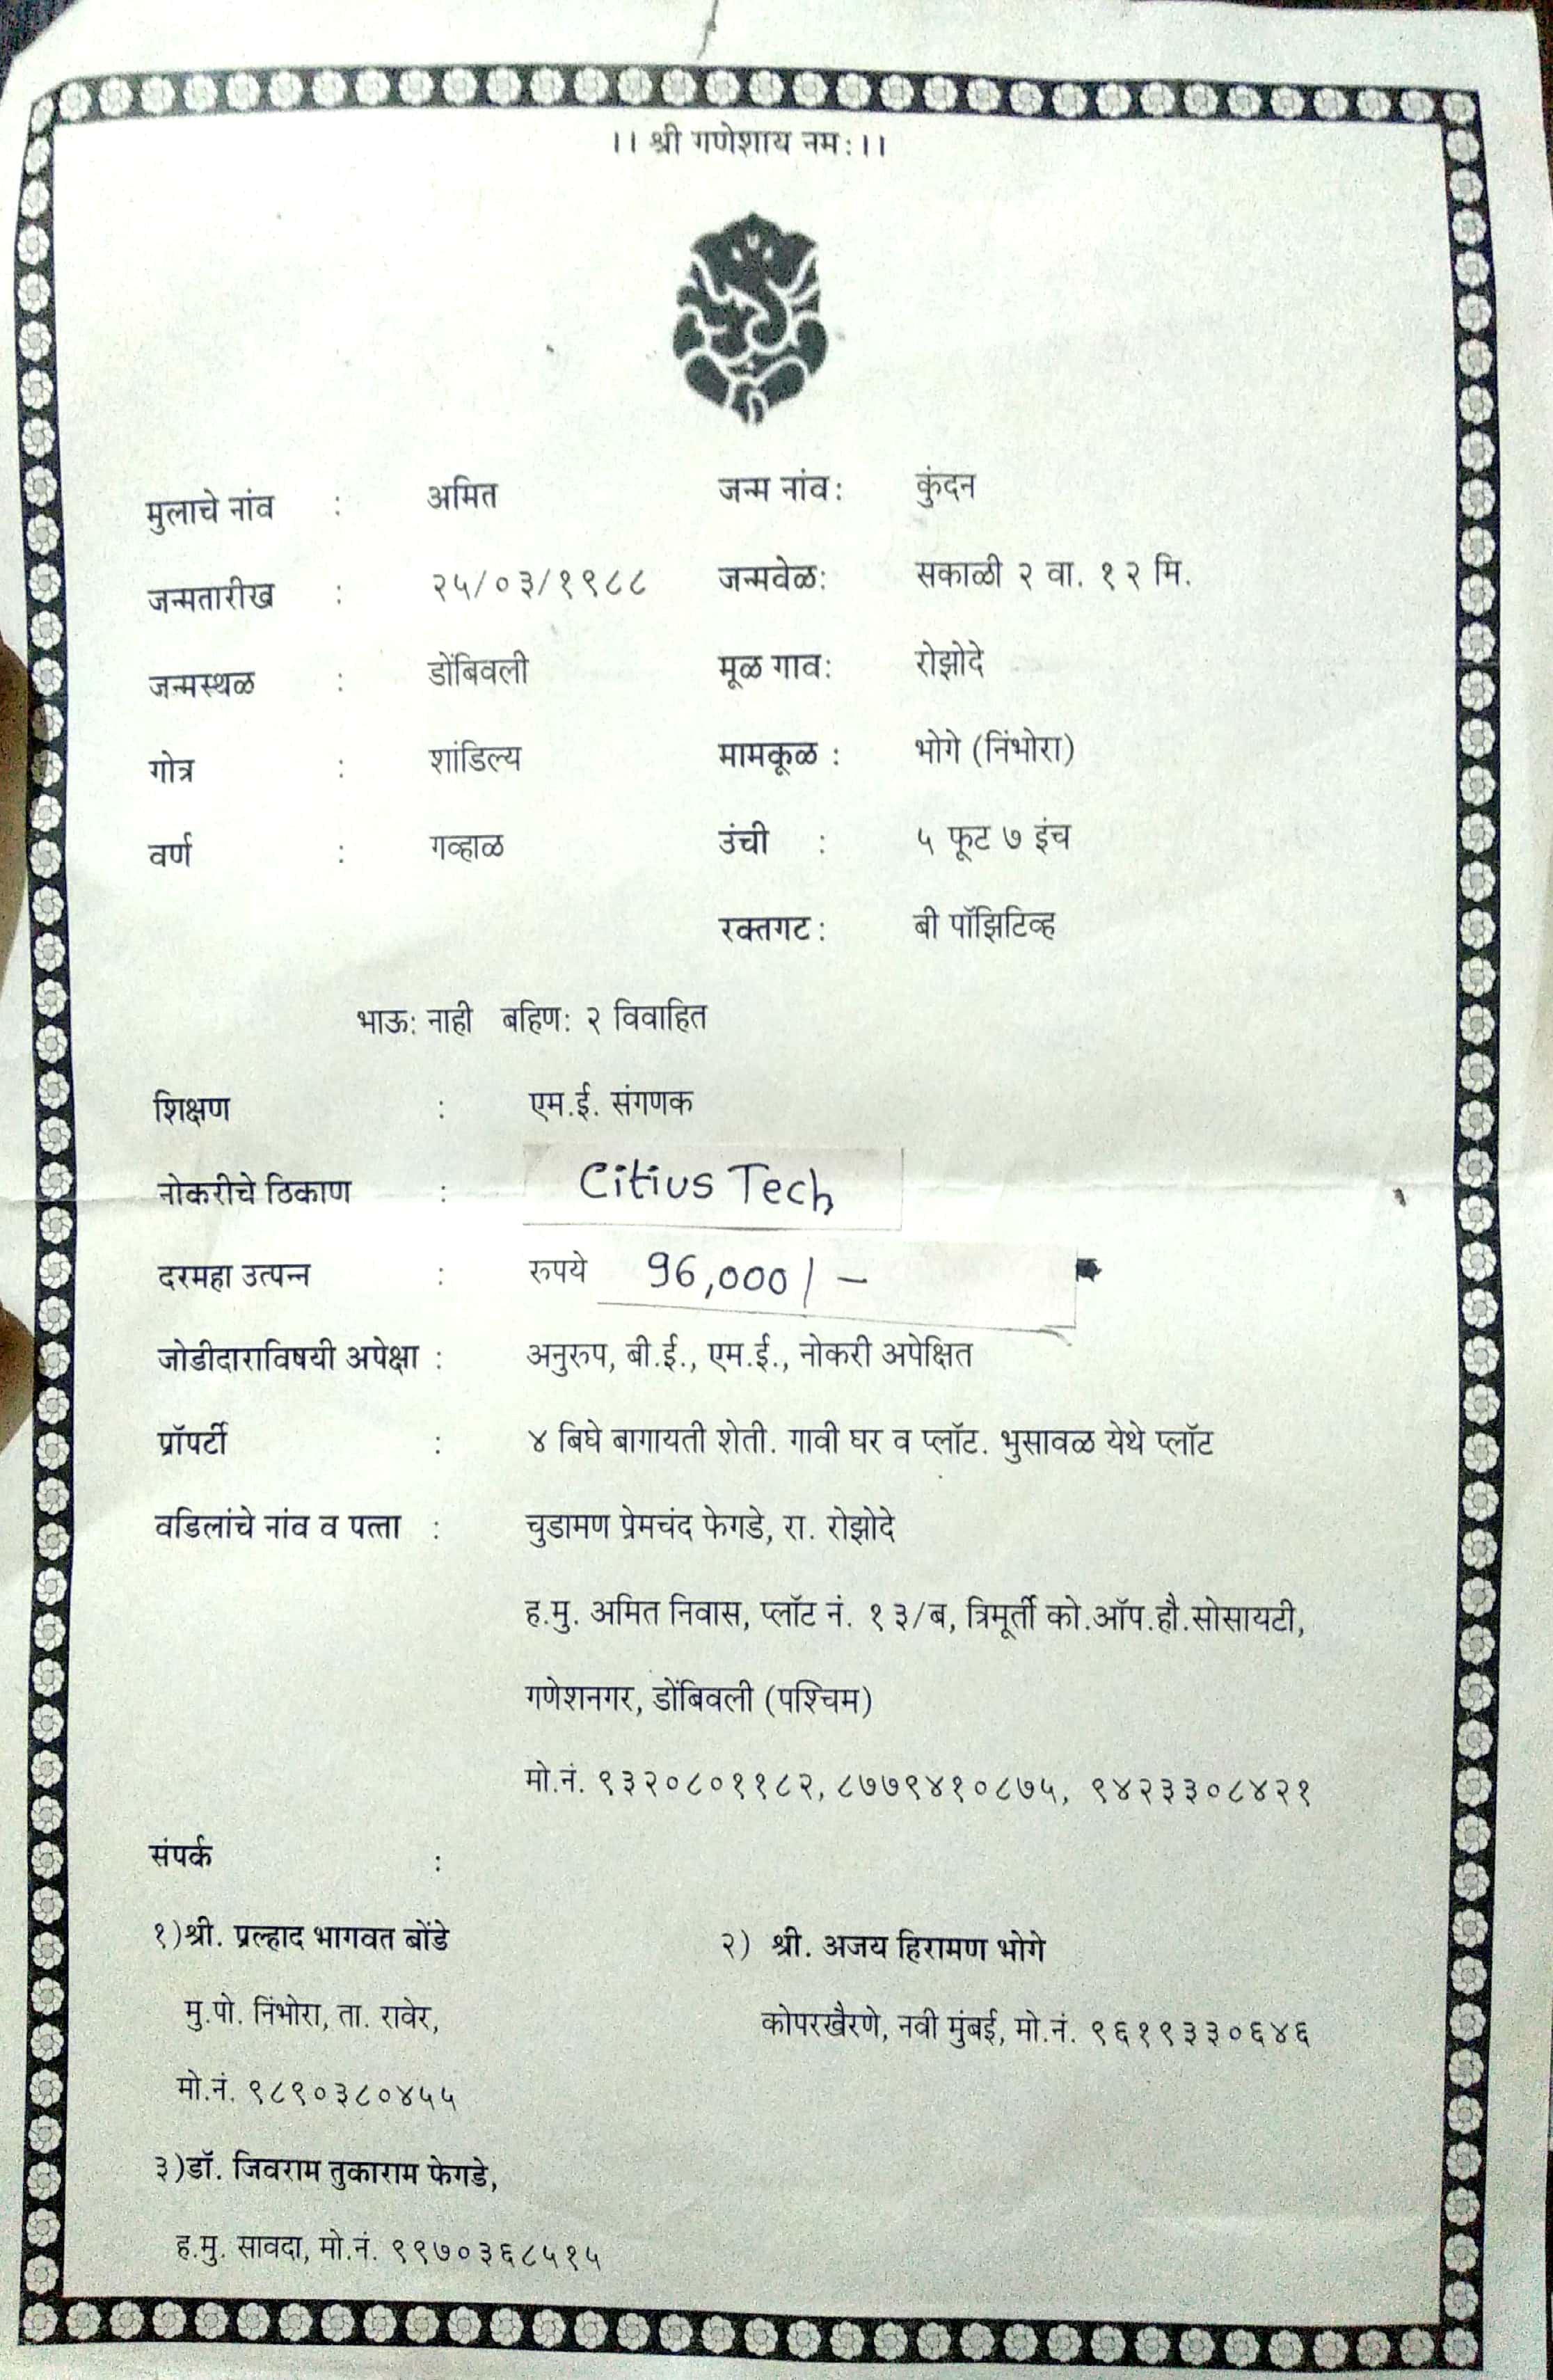 ।। श्री गणेशाय नमः।।
मुलाचे नांव : अमित जन्म नांव: कुंदन
जन्मतारीख : २५/०३/१९८८ जन्मवेळ: सकाळी २ वा. १२ मि.
जन्मस्थळ : डोंबिवली मूळ गाव: रोझोदे
गोत्र : शांडिल्य मामकूळ : भोगे (निंभोरा)
वर्ण : गव्हाळ उंची : ५ फूट ७ इंच
रक्तगट: बी पॉझिटिव्ह
भाऊ: नाही बहिण: २ विवाहित
शिक्षण : एम.ई. संगणक
नोकरीचे ठिकाण : Citius Tech
दरमहा उत्पन्न : रुपये 96,000/-
जोडीदाराविषयी अपेक्षा : अनुरुप, बी.ई., एम.ई., नोकरी अपेक्षित
प्रॉपर्टी : ४ बिघे बागायती शेती. गावी घर व प्लॉट. भुसावळ येथे प्लॉट
वडिलांचे नांव व पत्ता : चुडामण प्रेमचंद फेगडे, रा. रोझोदे
ह.मु. अमित निवास, प्लॉट नं. १३/ब, त्रिमूर्ती को.ऑप.हौ.सोसायटी,
गणेशनगर, डोंबिवली (पश्चिम)
मो.नं. ९३२०८०११८२, ८७७९४१०८७५, ९४२३३०८४२१
संपर्क :
१)श्री. प्रल्हाद भागवत बोंडे २) श्री. अजय हिरामण भोगे
मु.पो. निंभोरा, ता. रावेर, कोपरखैरणे, नवी मुंबई, मो.नं. ९६१९३३०६४६
मो.नं. ९८९०३८०४५५
३)डॉ. जिवराम तुकाराम फेगडे,
ह.मु. सावदा, मो.नं. ९९७०३६८५१५